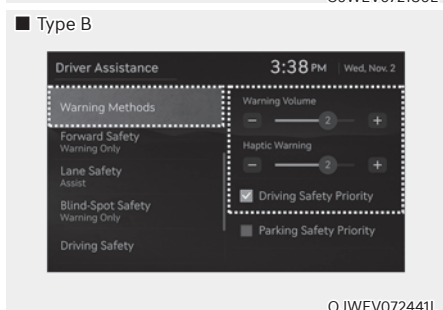 ■ Type B
Driver Assistance
3:38 PM
Wed, Nov. 2
Warning Methods
Forward Safety
Warning Only
Lane Safety
Assist
Blind-Spot Safety
Warning Only
Driving Safety
Warning Volume
− 2 +
Haptic Warning
− 2 +
Driving Safety Priority
Parking Safety Priority